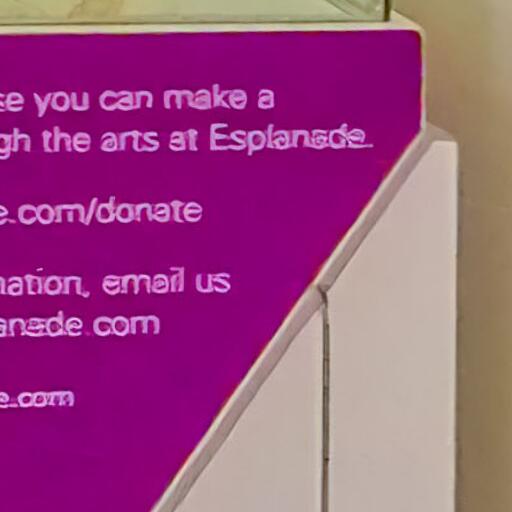 se you can make a
gh the arts at Esplanade.
e.com/donate
nation, email us
anade.com
e.com